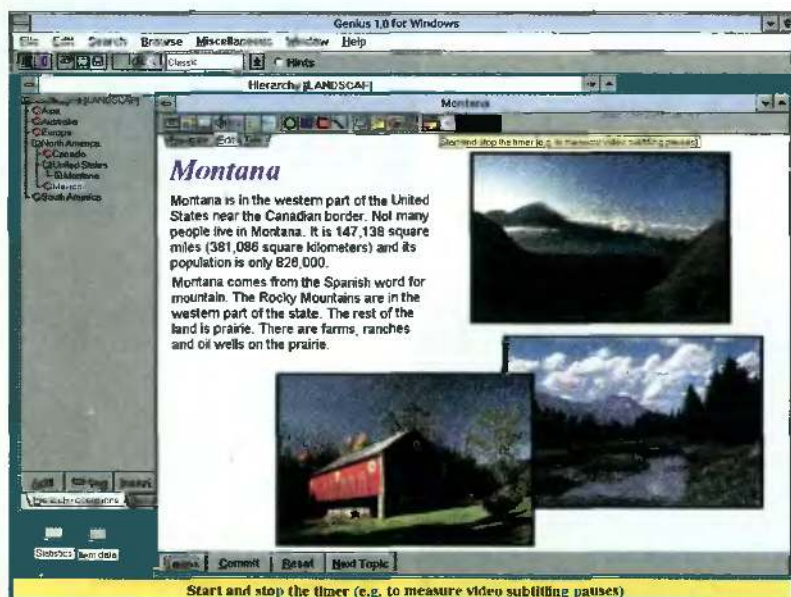 Genius 1.0 for Windows
File Edit Search Browse Miscellaneous Window Help
Classic
Hints
Hierarchy [LANDSCAP]
Montana
[LANDSCAP]
Asia
Australia
Europe
North America
Canada
United States
Montana
Mexico
South America
Edit
Start and stop the timer (e.g. to measure video subtitling pauses)
Montana
Montana is in the western part of the United
States near the Canadian border. Not many
people live in Montana. It is 147,138 square
miles (381,086 square kilometers) and its
population is only 826,000.
Montana comes from the Spanish word for
mountain. The Rocky Mountains are in the
western part of the state. The rest of the
land is prairie. There are farms, ranches
and oil wells on the prairie.
Commit Reset Next Topic
Statistics Item data
Start and stop the timer (e.g. to measure video subtitling pauses)